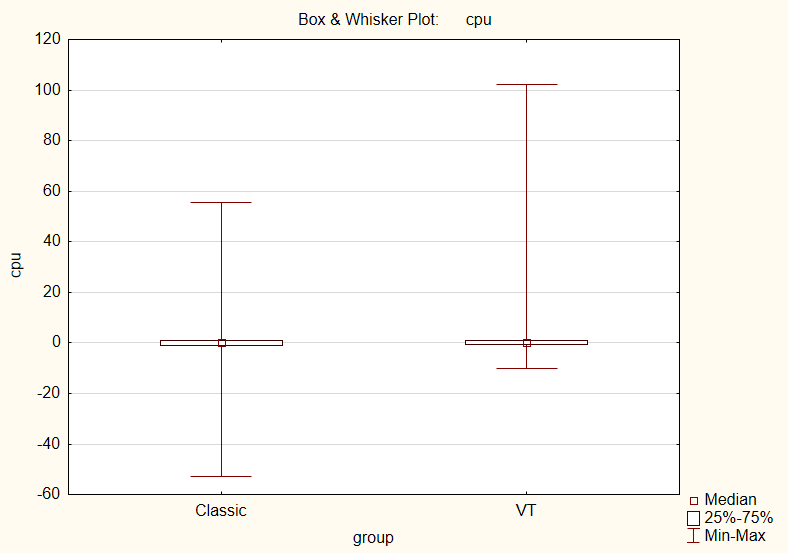 Box & Whisker Plot: cpu
120
100
80
60
40
20
0
-20
-40
-60
cpu
Classic
VT
group
Median
25%-75%
Min-Max